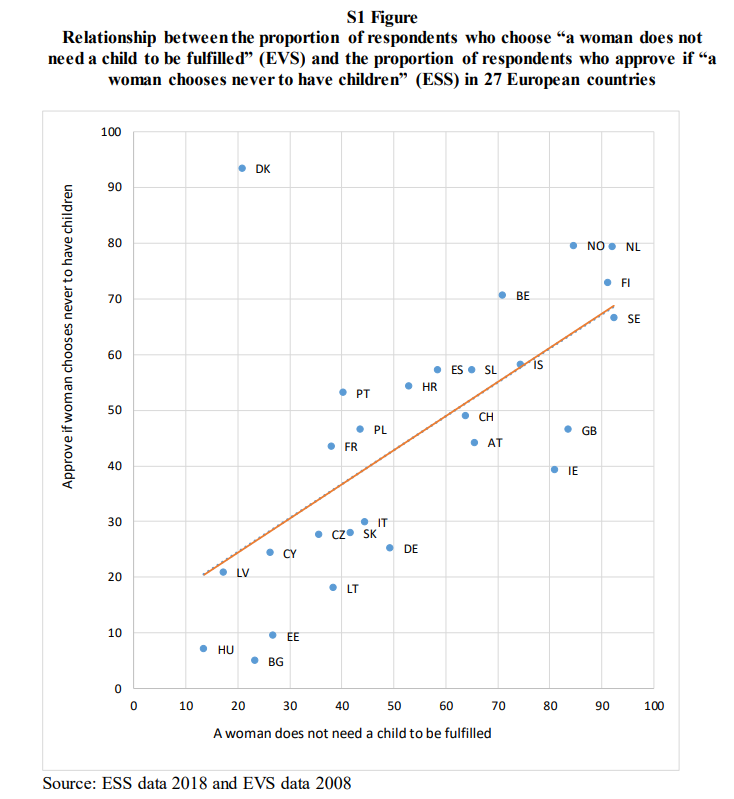 S1 Figure
Relationship between the proportion of respondents who choose “a woman does not
need a child to be fulfilled” (EVS) and the proportion of respondents who approve if “a
woman chooses never to have children” (ESS) in 27 European countries
Approve if woman chooses never to have children
100
90
80
70
60
50
40
30
20
10
0
DK
NO
NL
FI
BE
SE
IS
ES
SL
HR
PT
CH
PL
GB
AT
FR
IE
IT
CZ
SK
DE
CY
LV
LT
EE
HU
BG
0 10 20 30 40 50 60 70 80 90 100
A woman does not need a child to be fulfilled
Source: ESS data 2018 and EVS data 2008